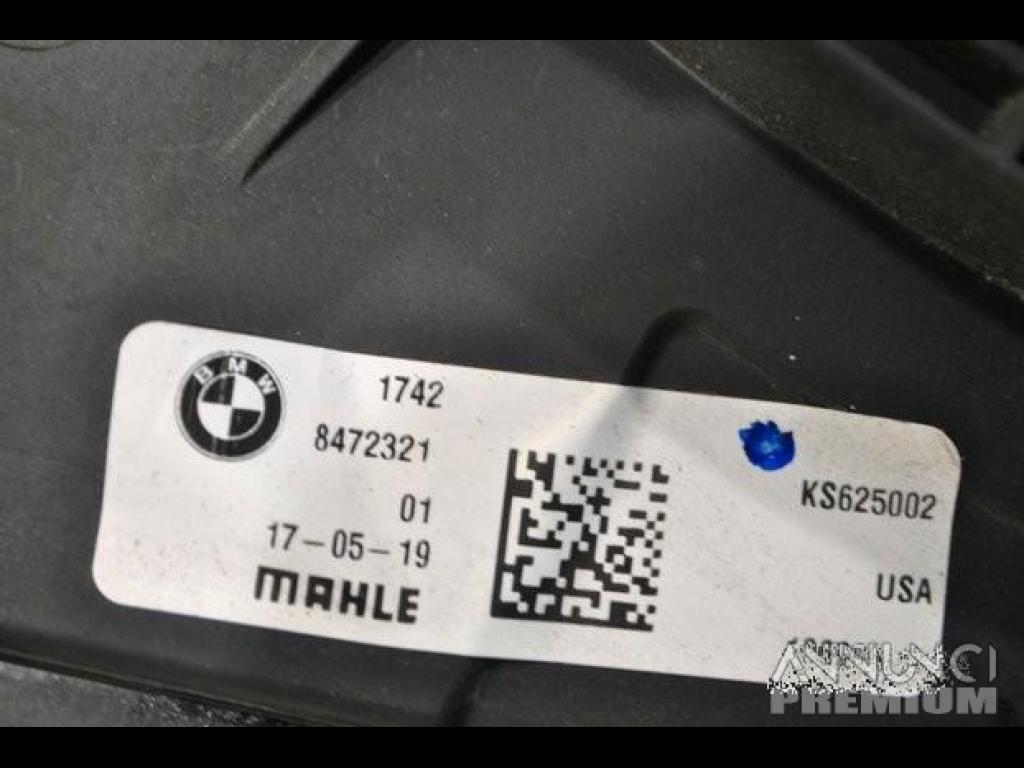 BMW
1742
8472321
01
17-05-19
MAHLE
KS625002
USA
ANNUNCI
PREMIUM